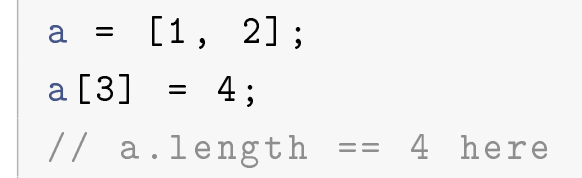 a = [1, 2];
a[3] = 4;
// a.length == 4 here